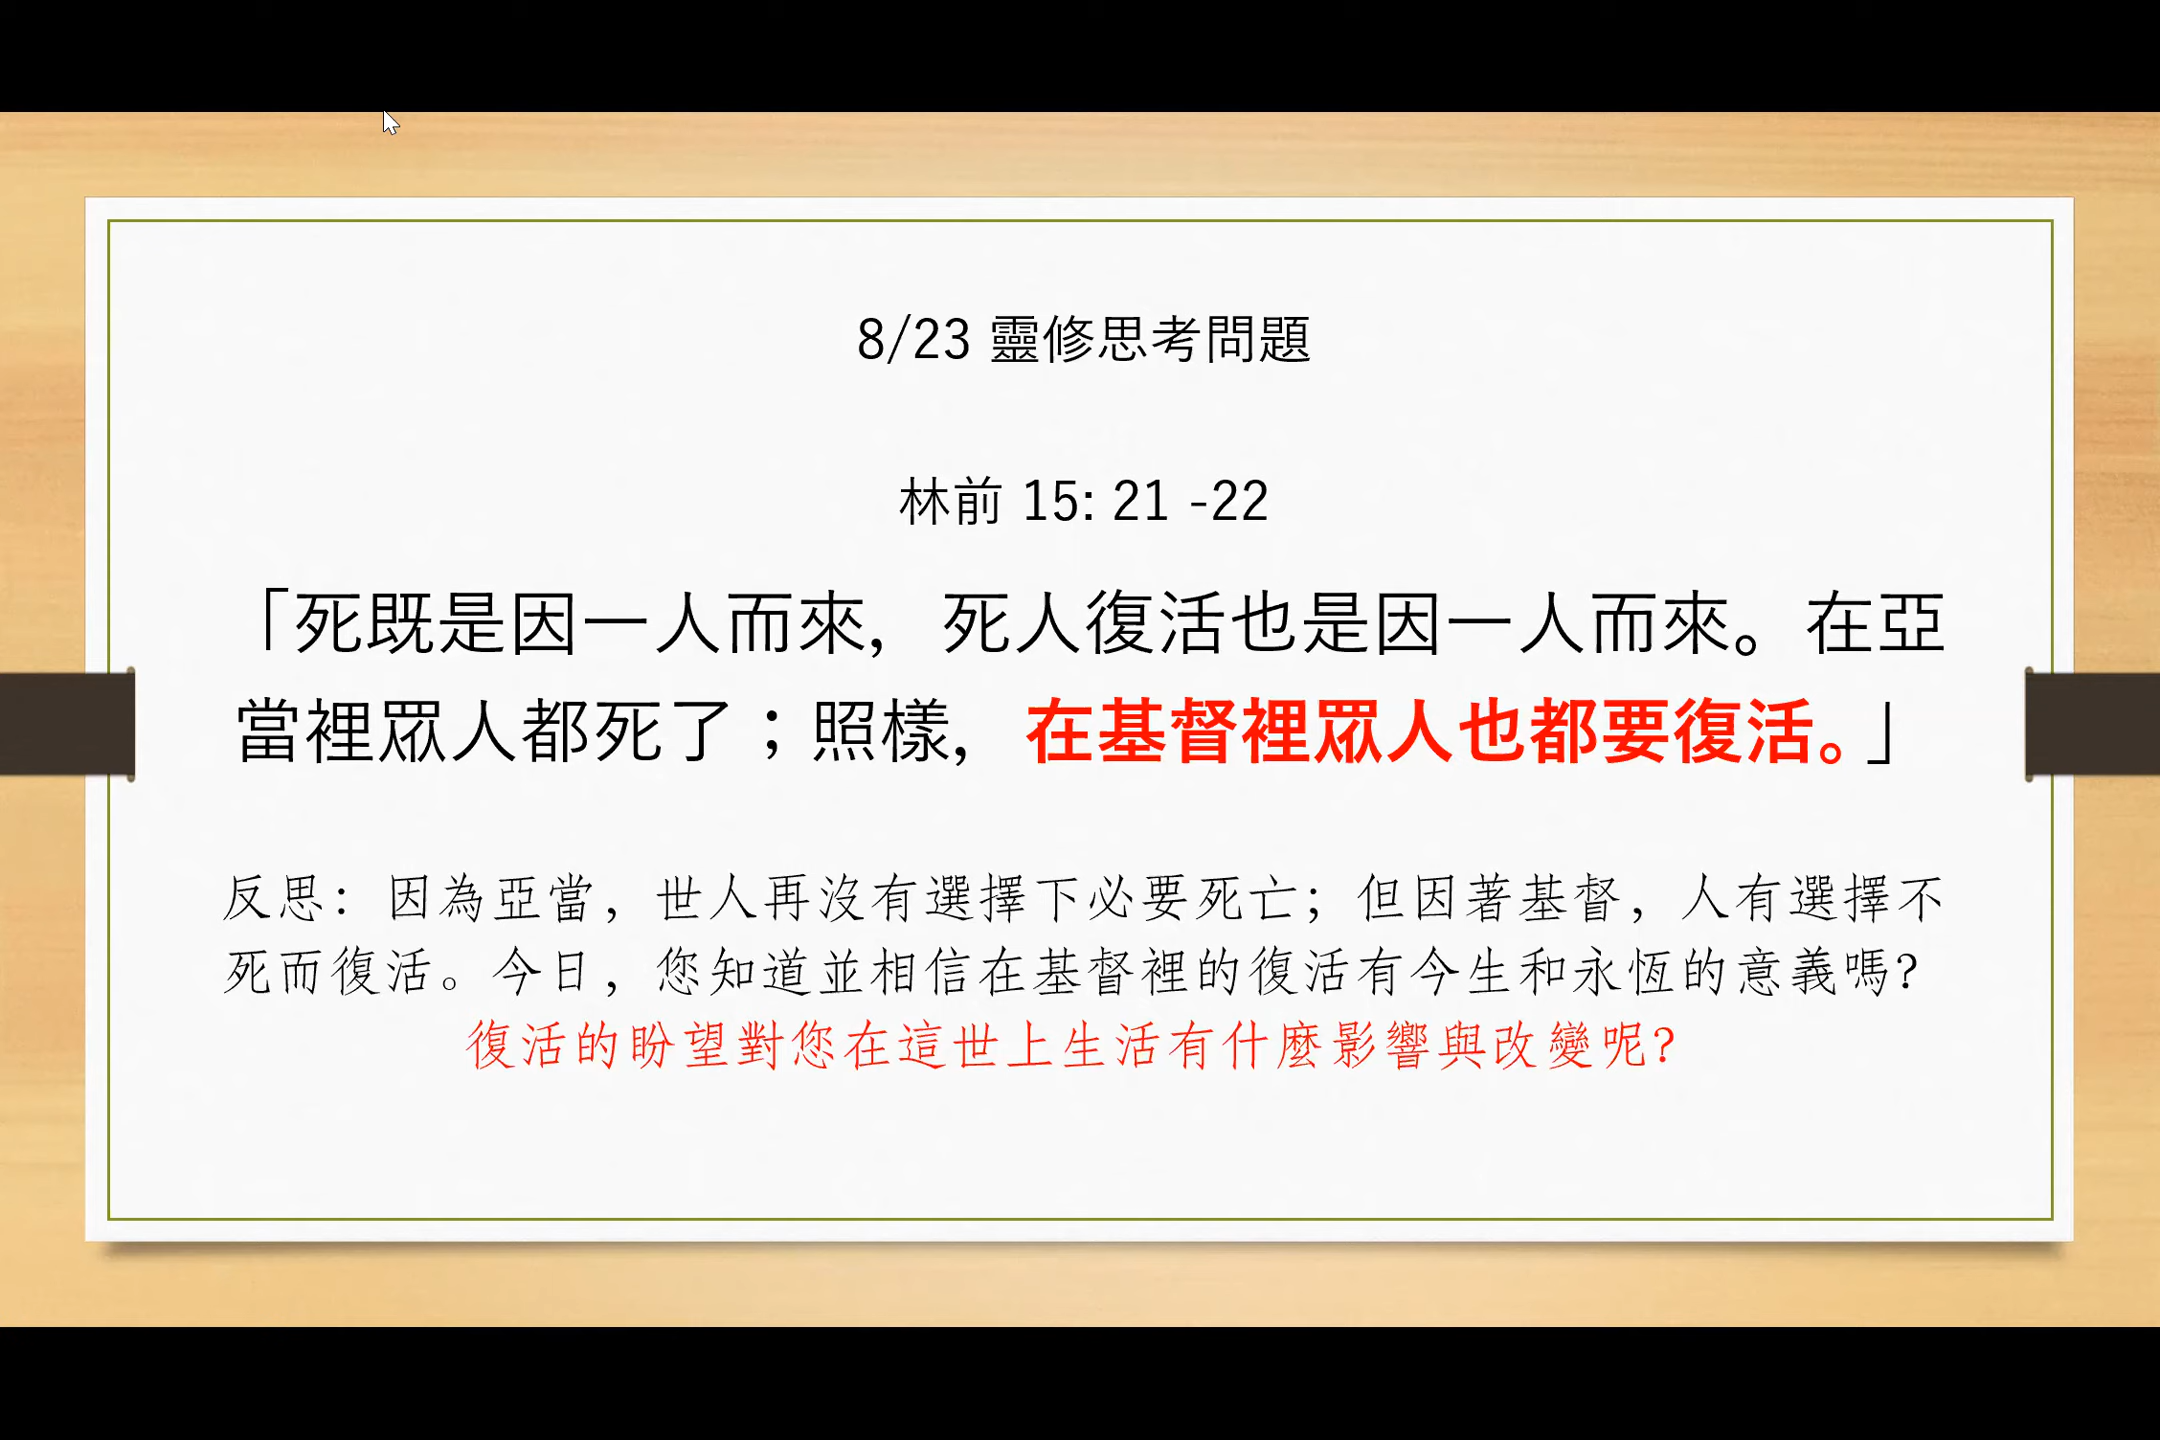 8/23 靈修思考問題
林前 15: 21 -22
「死既是因一人而來，死人復活也是因一人而來。在亞
當裡眾人都死了；照樣，在基督裡眾人也都要復活。」
反思：因為亞當，世人再沒有選擇下必要死亡；但因著基督，人有選擇不
死而復活。今日，您知道並相信在基督裡的復活有今生和永恆的意義嗎？
復活的盼望對您在這世上生活有什麼影響與改變呢？